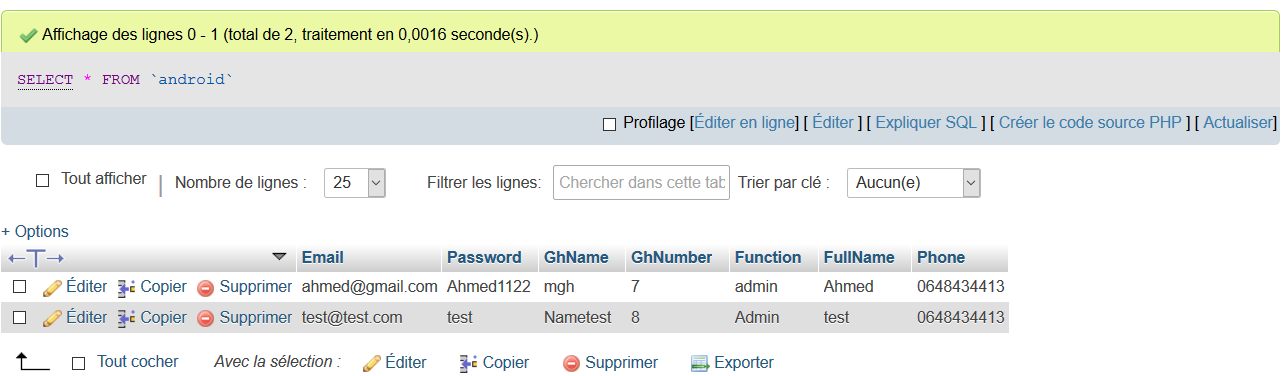 Affichage des lignes 0 - 1 (total de 2, traitement en 0,0016 seconde(s).)
SELECT * FROM `android`
Profilage [Éditer en ligne] [ Éditer ] [ Expliquer SQL ] [ Créer le code source PHP ] [ Actualiser]
Tout afficher | Nombre de lignes : 25 Filtrer les lignes: Chercher dans cette tab Trier par clé : Aucun(e)
+ Options
←T→ Email Password GhName GhNumber Function FullName Phone
Éditer Copier Supprimer ahmed@gmail.com Ahmed1122 mgh 7 admin Ahmed 0648434413
Éditer Copier Supprimer test@test.com test Nametest 8 Admin test 0648434413
Tout cocher Avec la sélection : Éditer Copier Supprimer Exporter